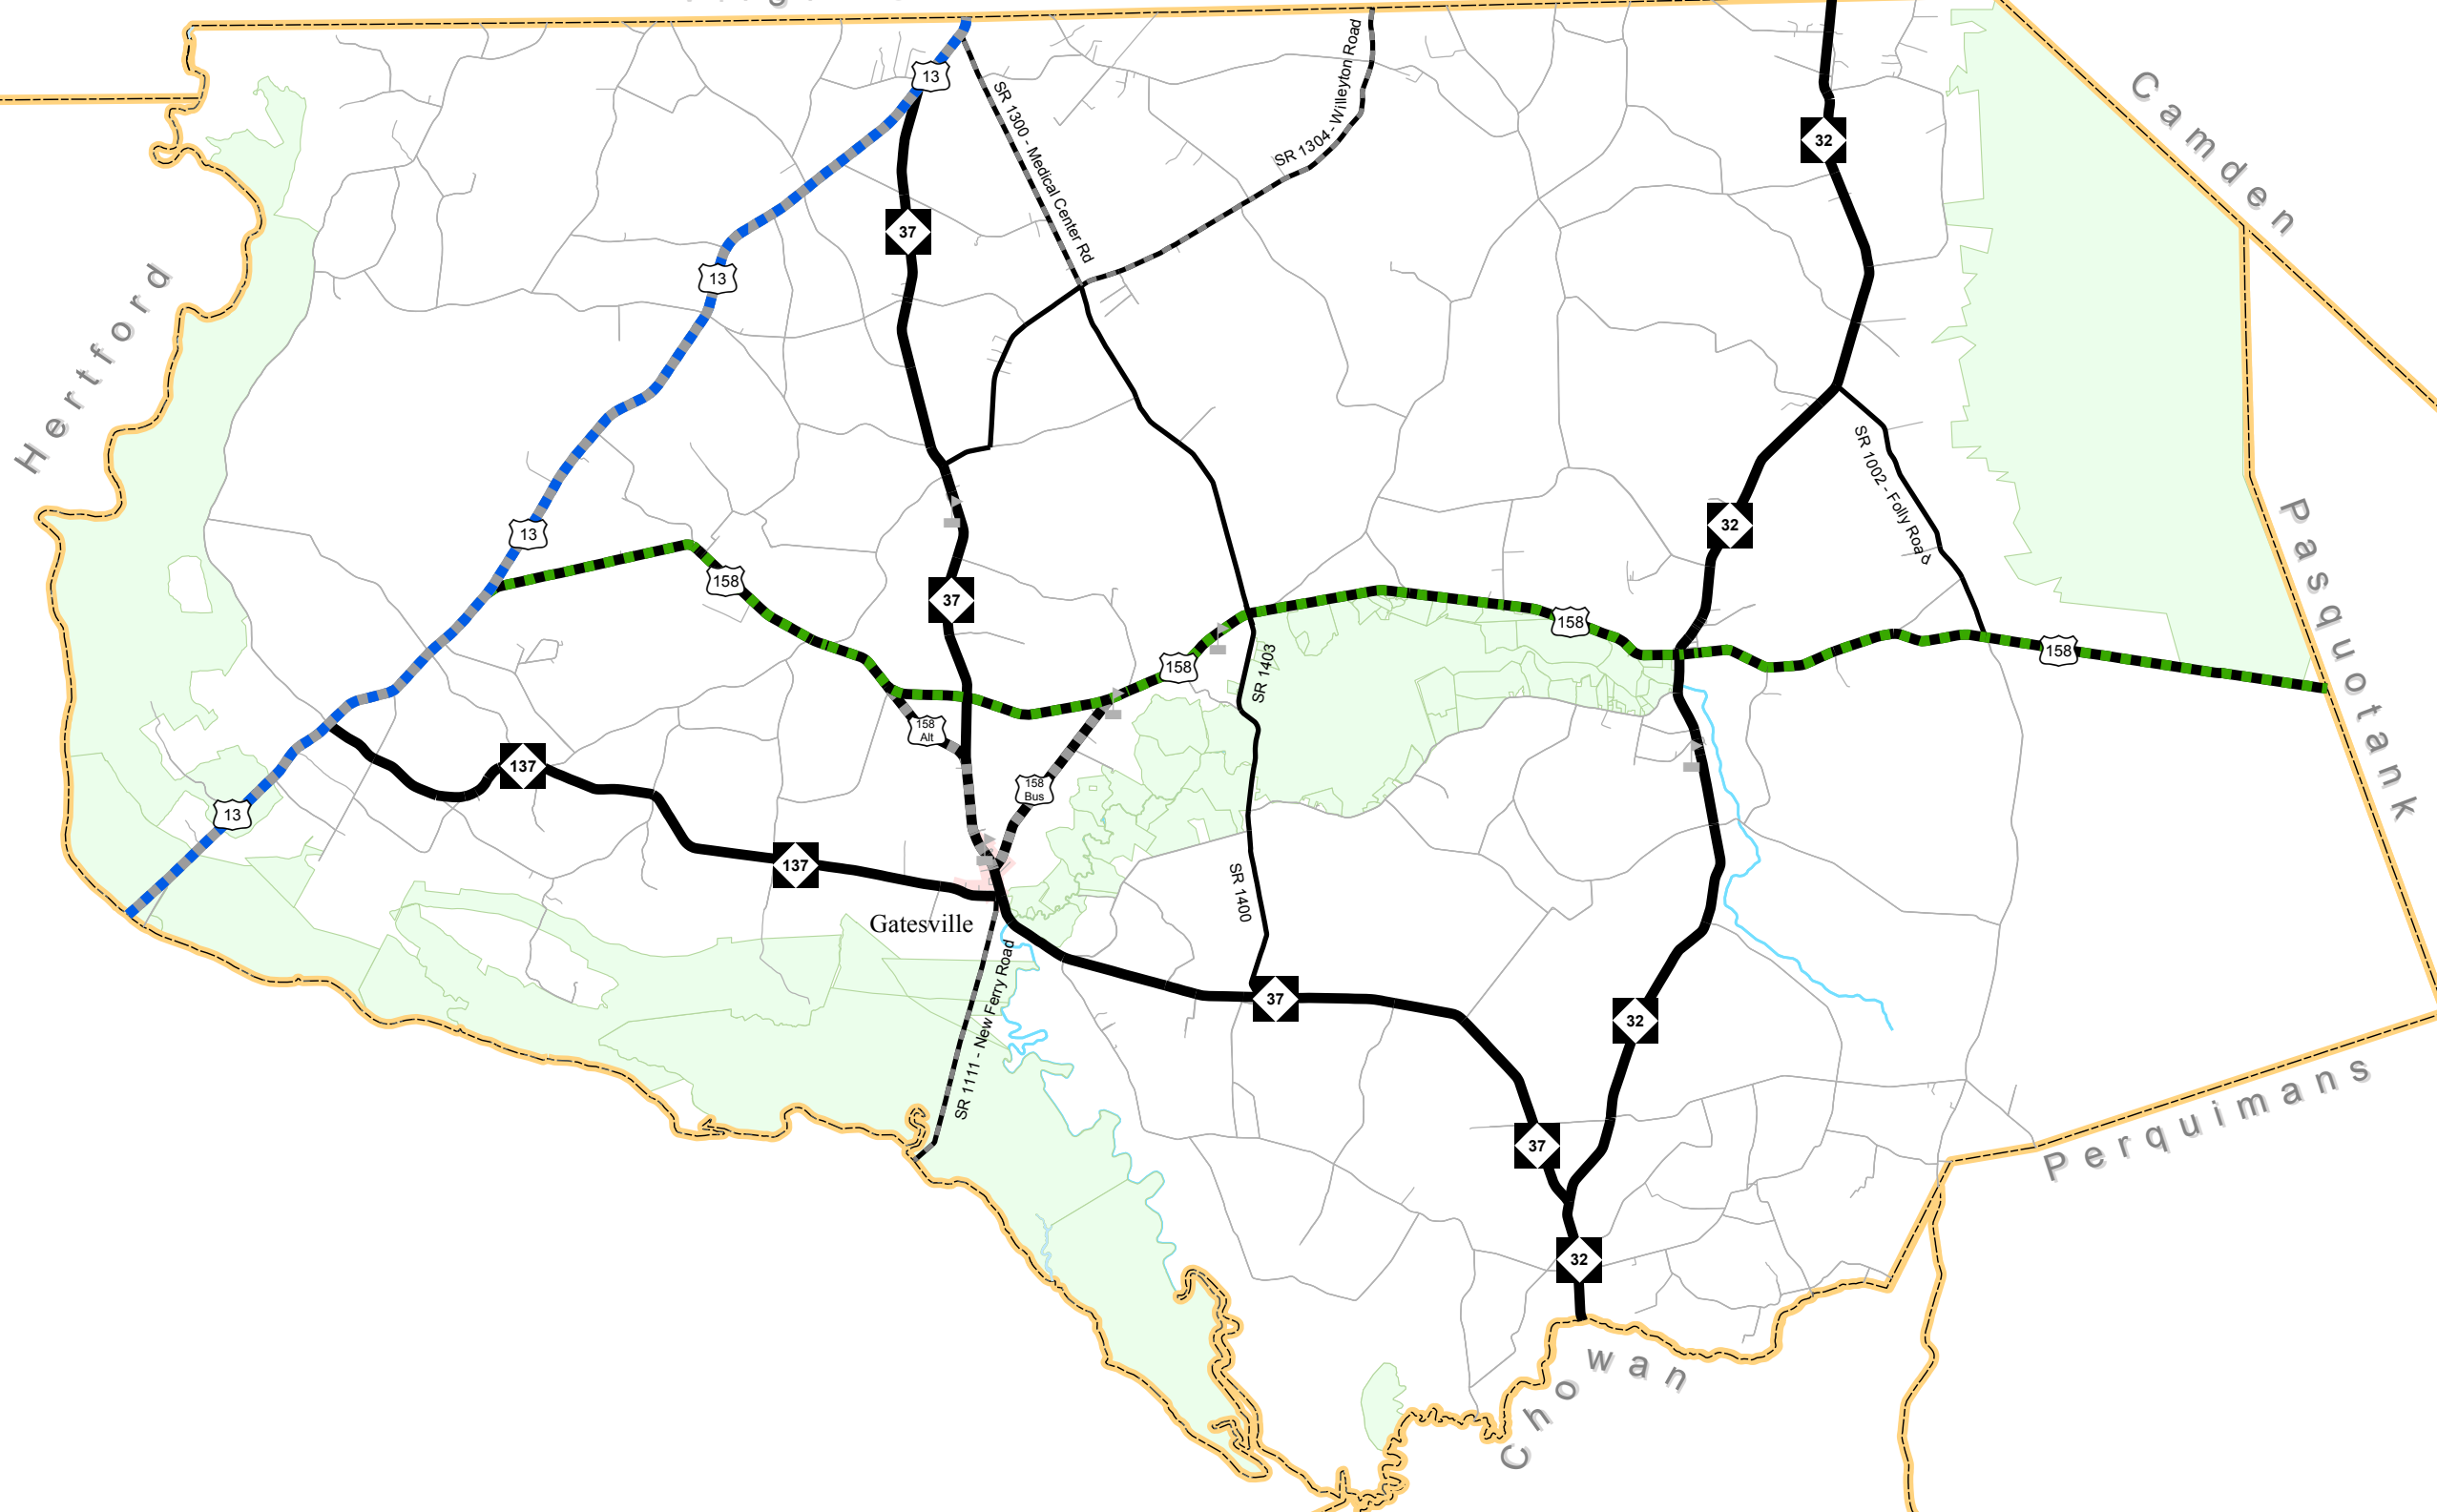 13
SR 1304 - Willeyton Road
Camden
SR 1300 - Medical Center Rd
32
37
Hertford
13
SR 1002 - Folly Road
32
13
Pasquotank
158
37
158
158
158
SR 1403
158
Alt
137
158
Bus
13
137
SR 1400
Gatesville
SR 1111 - New Ferry Road
37
32
Perquimans
37
32
Chowan